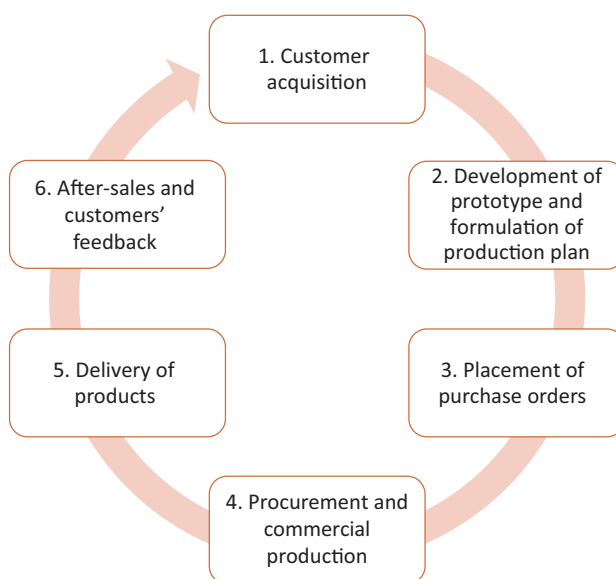 1. Customer
acquisition
2. Development of
prototype and
formulation of
production plan
3. Placement of
purchase orders
4. Procurement and
commercial
production
5. Delivery of
products
6. After-sales and
customers’
feedback